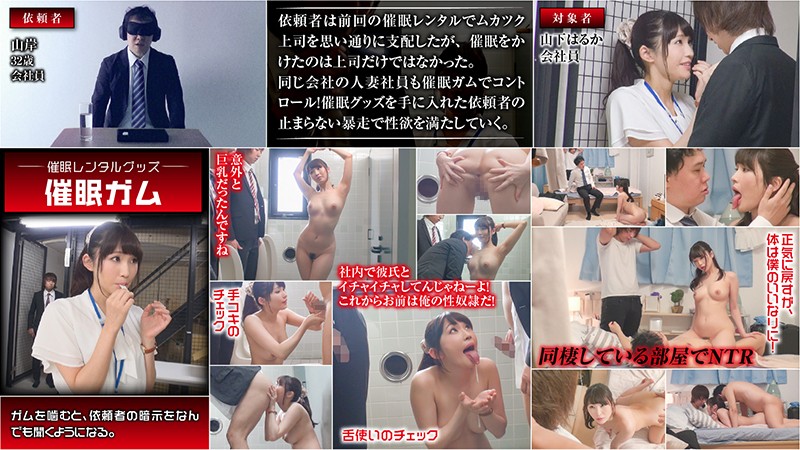 依頼者
山岸
32歳
会社員
依頼者は前回の催眠レンタルでムカツク
上司を思い通りに支配したが、催眠をか
けたのは上司だけではなかった。
同じ会社の人妻社員も催眠ガムでコント
ロール!催眠グッズを手に入れた依頼者の
止まらない暴走で性欲を満たしていく。
対象者
山下はるか
会社員
催眠レンタルグッズ
催眠ガム
ガムを噛むと、依頼者の暗示をなん
でも聞くようになる。
意外と
巨乳だったんですね
手コキの
チェック
社内で彼氏と
イチャイチャしてんじゃねーよ!
これからお前は俺の性奴隷だ!
舌使いのチェック
正気に戻すが、
体は僕のいいなりに!
同棲している部屋でNTR